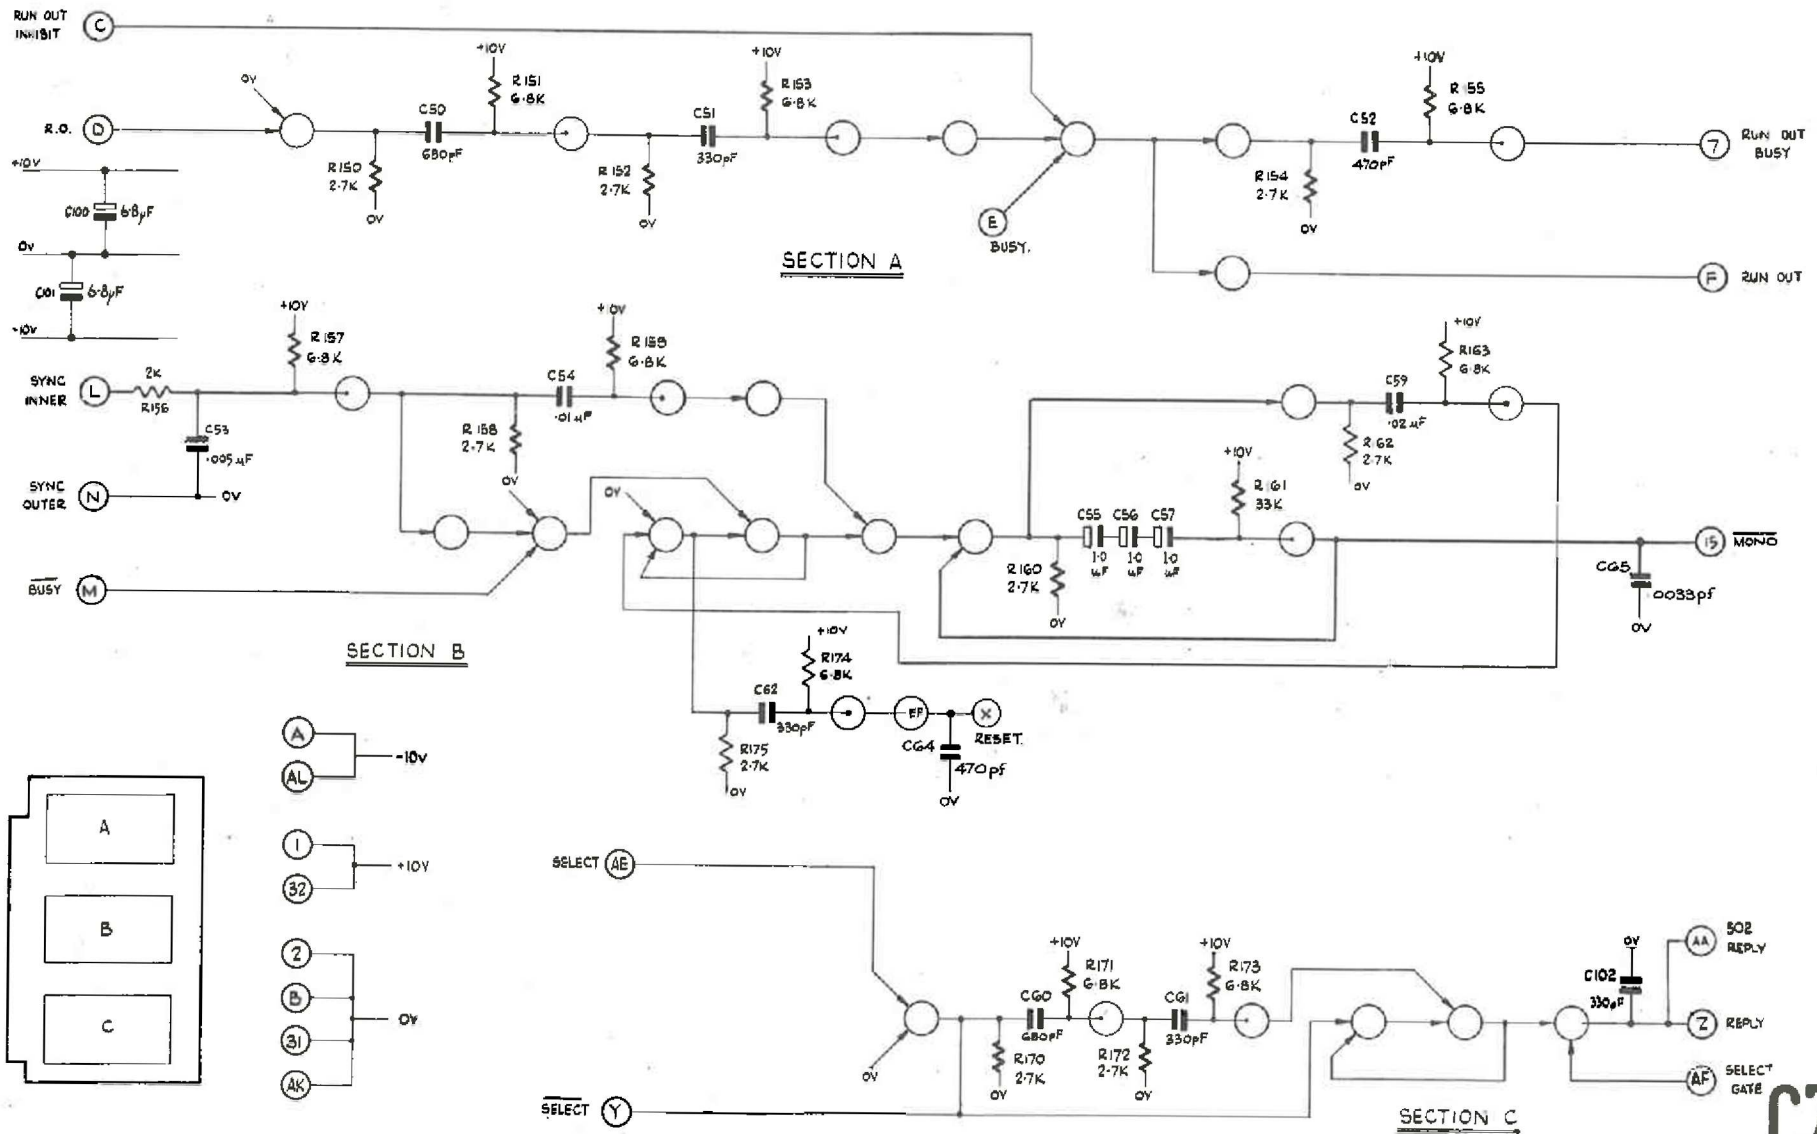 RUN OUT
INHIBIT
C
R.O.
D
0V
C50
680pF
R150
2.7K
0V
+10V
R151
6.8K
R152
2.7K
0V
C51
330pF
+10V
R153
6.8K
E
BUSY.
R154
2.7K
0V
C52
470pF
+10V
R155
6.8K
7
RUN OUT
BUSY
F
RUN OUT
SECTION A
+10V
C100
6.8µF
0V
C101
6.8µF
-10V
SYNC
INNER
L
2K
R156
C53
.005µF
SYNC
OUTER
N
0V
+10V
R157
6.8K
R158
2.7K
0V
C54
.01µF
+10V
R159
6.8K
BUSY
M
0V
SECTION B
C55
C56
C57
1.0
µF
1.0
µF
1.0
µF
R160
2.7K
0V
+10V
R161
33K
R162
2.7K
0V
C59
.02µF
+10V
R163
6.8K
15
MONO
C65
.0033pf
0V
C62
330pF
+10V
R174
6.8K
R175
2.7K
0V
EF
X
RESET.
C64
470pf
0V
A
B
C
A
AL
-10V
1
32
+10V
2
B
31
AK
0V
SELECT
AE
0V
SELECT
Y
C60
680pF
+10V
R171
6.8K
R170
2.7K
0V
C61
330pF
+10V
R173
6.8K
R172
2.7K
0V
0V
C102
330pF
AA
502
REPLY
Z
REPLY
AF
SELECT
GATE
SECTION C